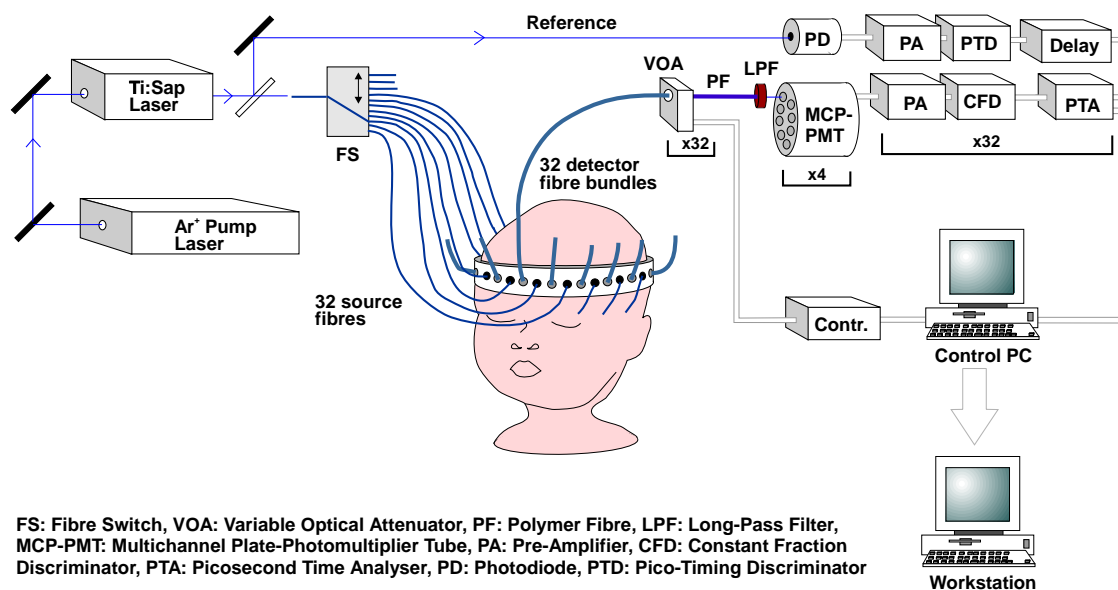 Reference
PD
PA
PTD
Delay
Ti:Sap
Laser
FS
VOA
PF
LPF
MCP-
PMT
PA
CFD
PTA
x32
x4
x32
32 detector
fibre bundles
Ar+ Pump
Laser
32 source
fibres
Contr.
Control PC
Workstation
FS: Fibre Switch, VOA: Variable Optical Attenuator, PF: Polymer Fibre, LPF: Long-Pass Filter,
MCP-PMT: Multichannel Plate-Photomultiplier Tube, PA: Pre-Amplifier, CFD: Constant Fraction
Discriminator, PTA: Picosecond Time Analyser, PD: Photodiode, PTD: Pico-Timing Discriminator